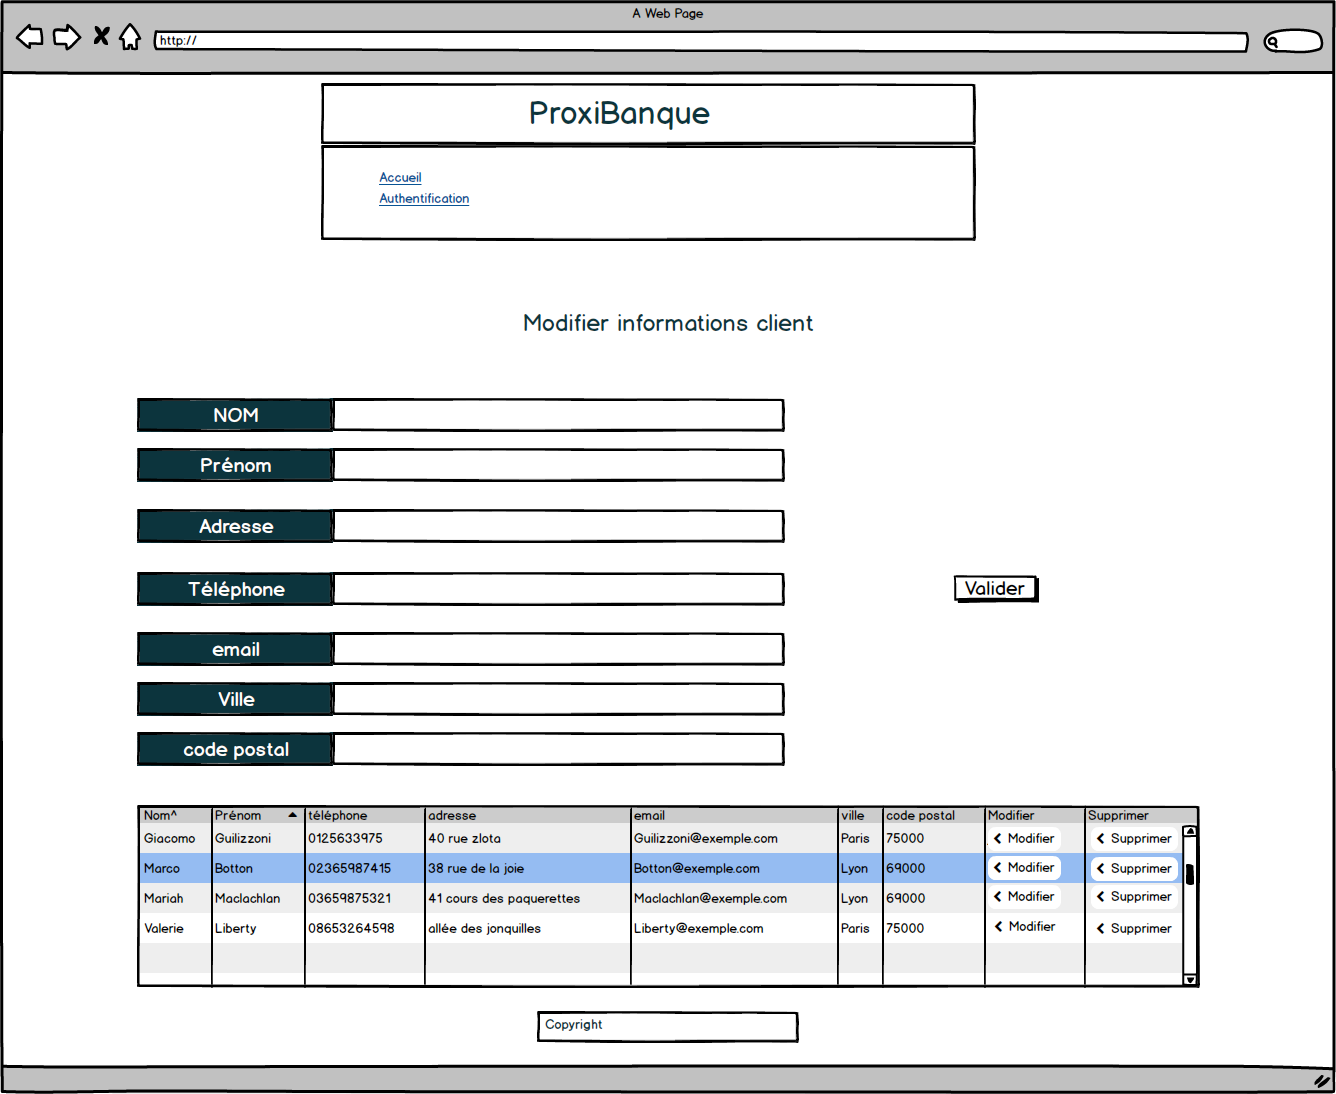 A Web Page
http://
ProxiBanque
Accueil
Authentification
Modifier informations client
NOM
Prénom
Adresse
Téléphone
Valider
email
Ville
code postal
Nom^ Prénom téléphone adresse email ville code postal Modifier Supprimer
Giacomo Guilizzoni 0125633975 40 rue zlota Guilizzoni@exemple.com Paris 75000 Modifier Supprimer
Marco Botton 02365987415 38 rue de la joie Botton@exemple.com Lyon 69000 Modifier Supprimer
Mariah Maclachlan 03659875321 41 cours des paquerettes Maclachlan@exemple.com Lyon 69000 Modifier Supprimer
Valerie Liberty 08653264598 allée des jonquilles Liberty@exemple.com Paris 75000 Modifier Supprimer
Copyright